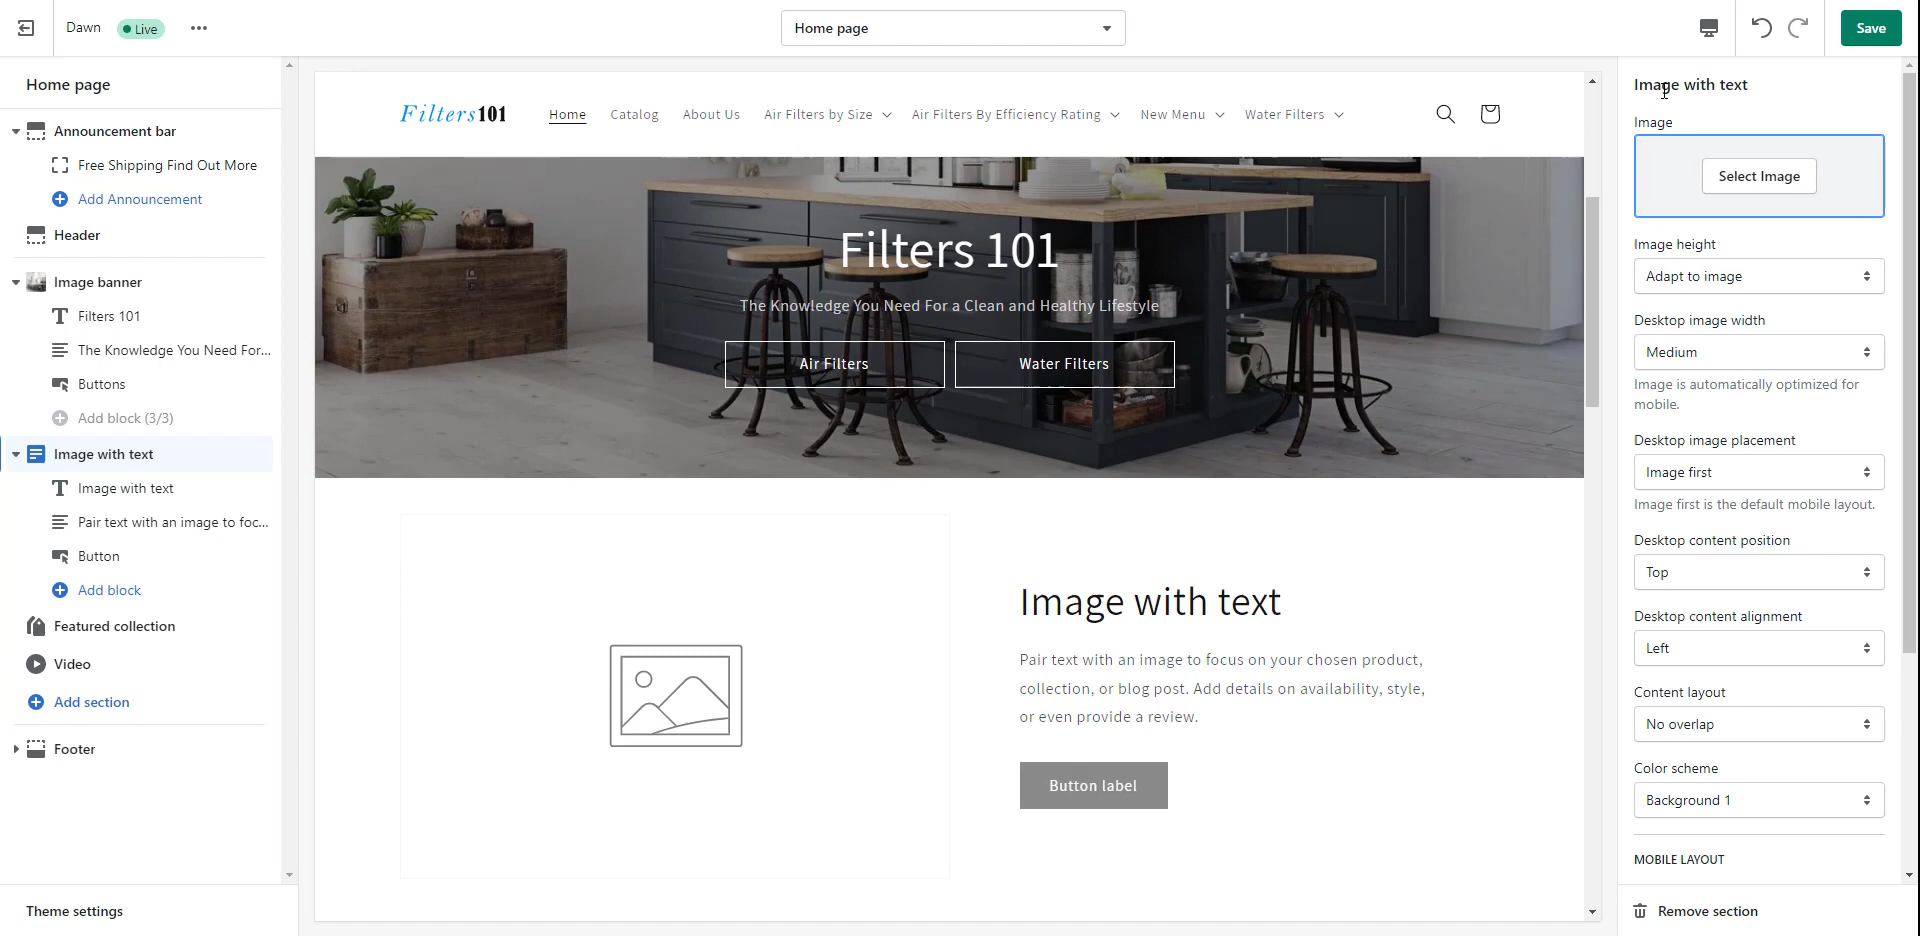 Dawn
Live
Home page
Save
Home page
Announcement bar
Free Shipping Find Out More
Add Announcement
Header
Image banner
Filters 101
The Knowledge You Need For...
Buttons
Add block (3/3)
Image with text
Image with text
Pair text with an image to foc...
Button
Add block
Featured collection
Video
Add section
Footer
Theme settings
Filters101
Home Catalog About Us Air Filters by Size Air Filters By Efficiency Rating New Menu Water Filters
Filters 101
The Knowledge You Need For a Clean and Healthy Lifestyle
Air Filters
Water Filters
Image with text
Pair text with an image to focus on your chosen product,
collection, or blog post. Add details on availability, style,
or even provide a review.
Button label
Image with text
Image
Select Image
Image height
Adapt to image
Desktop image width
Medium
Image is automatically optimized for
mobile.
Desktop image placement
Image first
Image first is the default mobile layout.
Desktop content position
Top
Desktop content alignment
Left
Content layout
No overlap
Color scheme
Background 1
MOBILE LAYOUT
Remove section